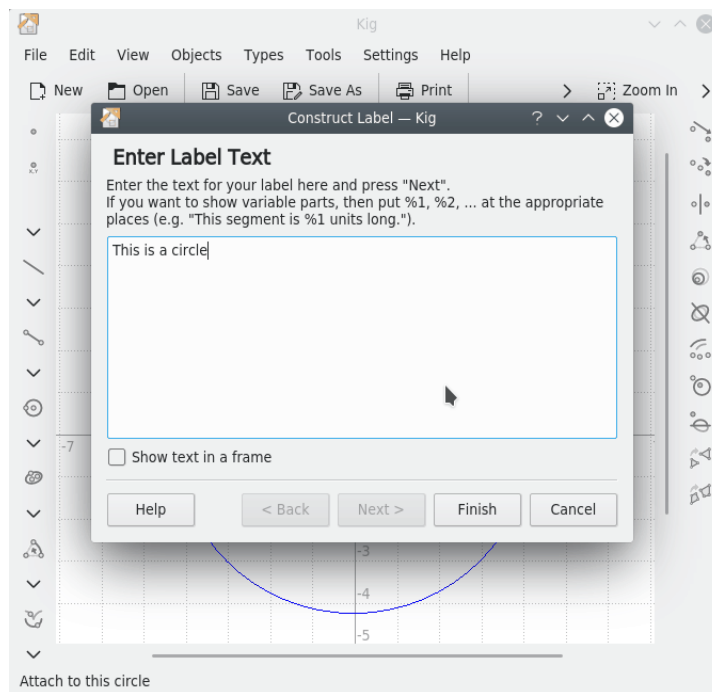 Kig
File Edit View Objects Types Tools Settings Help
New Open Save Save As Print Zoom In
Construct Label — Kig
Enter Label Text
Enter the text for your label here and press "Next".
If you want to show variable parts, then put %1, %2, ... at the appropriate
places (e.g. "This segment is %1 units long.").
This is a circle
-7
Show text in a frame
Help < Back Next > Finish Cancel
-3
-4
-5
Attach to this circle